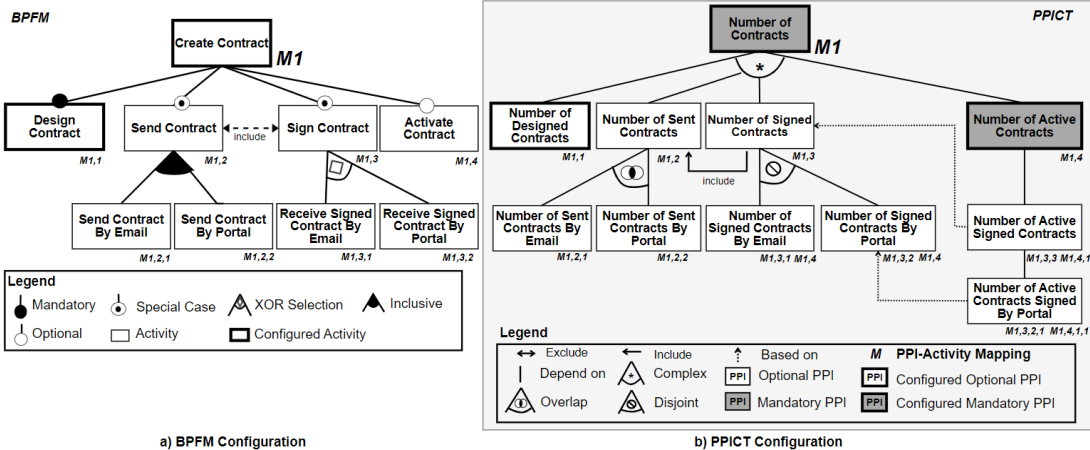 BPFM
Create Contract
M1
Design
Contract
M1,1
Send Contract
M1,2
include
Sign Contract
M1,3
Activate
Contract
M1,4
Send Contract
By Email
M1,2,1
Send Contract
By Portal
M1,2,2
Receive Signed
Contract By
Email
M1,3,1
Receive Signed
Contract By
Portal
M1,3,2
Legend
Mandatory
Special Case
XOR Selection
Inclusive
Optional
Activity
Configured Activity
a) BPFM Configuration
PPICT
Number of
Contracts
M1
*
Number of
Designed
Contracts
M1,1
Number of Sent
Contracts
M1,2
include
Number of Signed
Contracts
M1,3
Number of Active
Contracts
M1,4
Number of Sent
Contracts By
Email
M1,2,1
Number of Sent
Contracts By
Portal
M1,2,2
Number of
Signed Contracts
By Email
M1,3,1 M1,4
Number of Signed
Contracts By
Portal
M1,3,2 M1,4
Number of Active
Signed Contracts
M1,3,3 M1,4,1
Number of Active
Contracts Signed
By Portal
M1,3,2,1 M1,4,1,1
Legend
Exclude
Include
Based on
M PPI-Activity Mapping
Depend on
* Complex
PPI Optional PPI
PPI Configured Optional PPI
Overlap
Disjoint
PPI Mandatory PPI
PPI Configured Mandatory PPI
b) PPICT Configuration